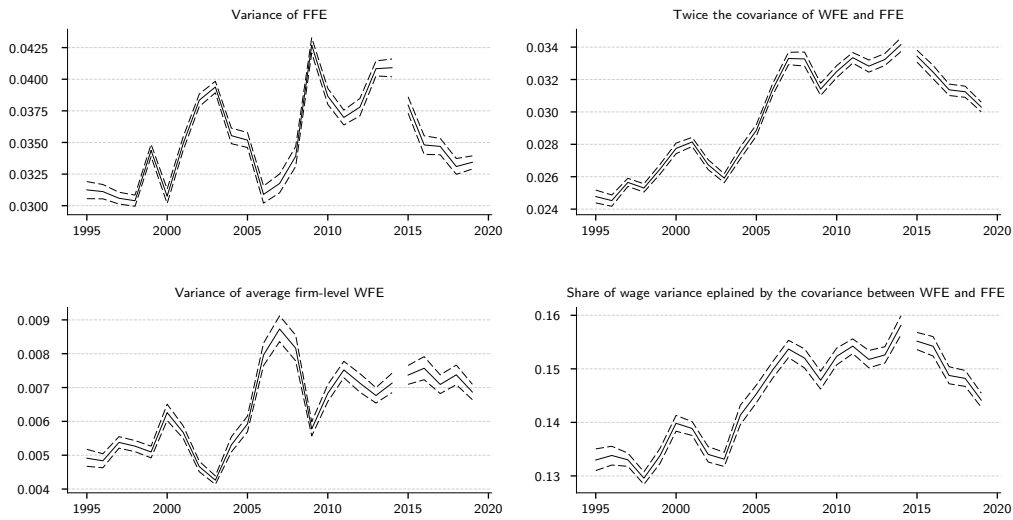 Variance of FFE
0.0425
0.0400
0.0375
0.0350
0.0325
0.0300
1995 2000 2005 2010 2015 2020
Twice the covariance of WFE and FFE
0.034
0.032
0.030
0.028
0.026
0.024
1995 2000 2005 2010 2015 2020
Variance of average firm-level WFE
0.009
0.008
0.007
0.006
0.005
0.004
1995 2000 2005 2010 2015 2020
Share of wage variance eplained by the covariance between WFE and FFE
0.16
0.15
0.14
0.13
1995 2000 2005 2010 2015 2020